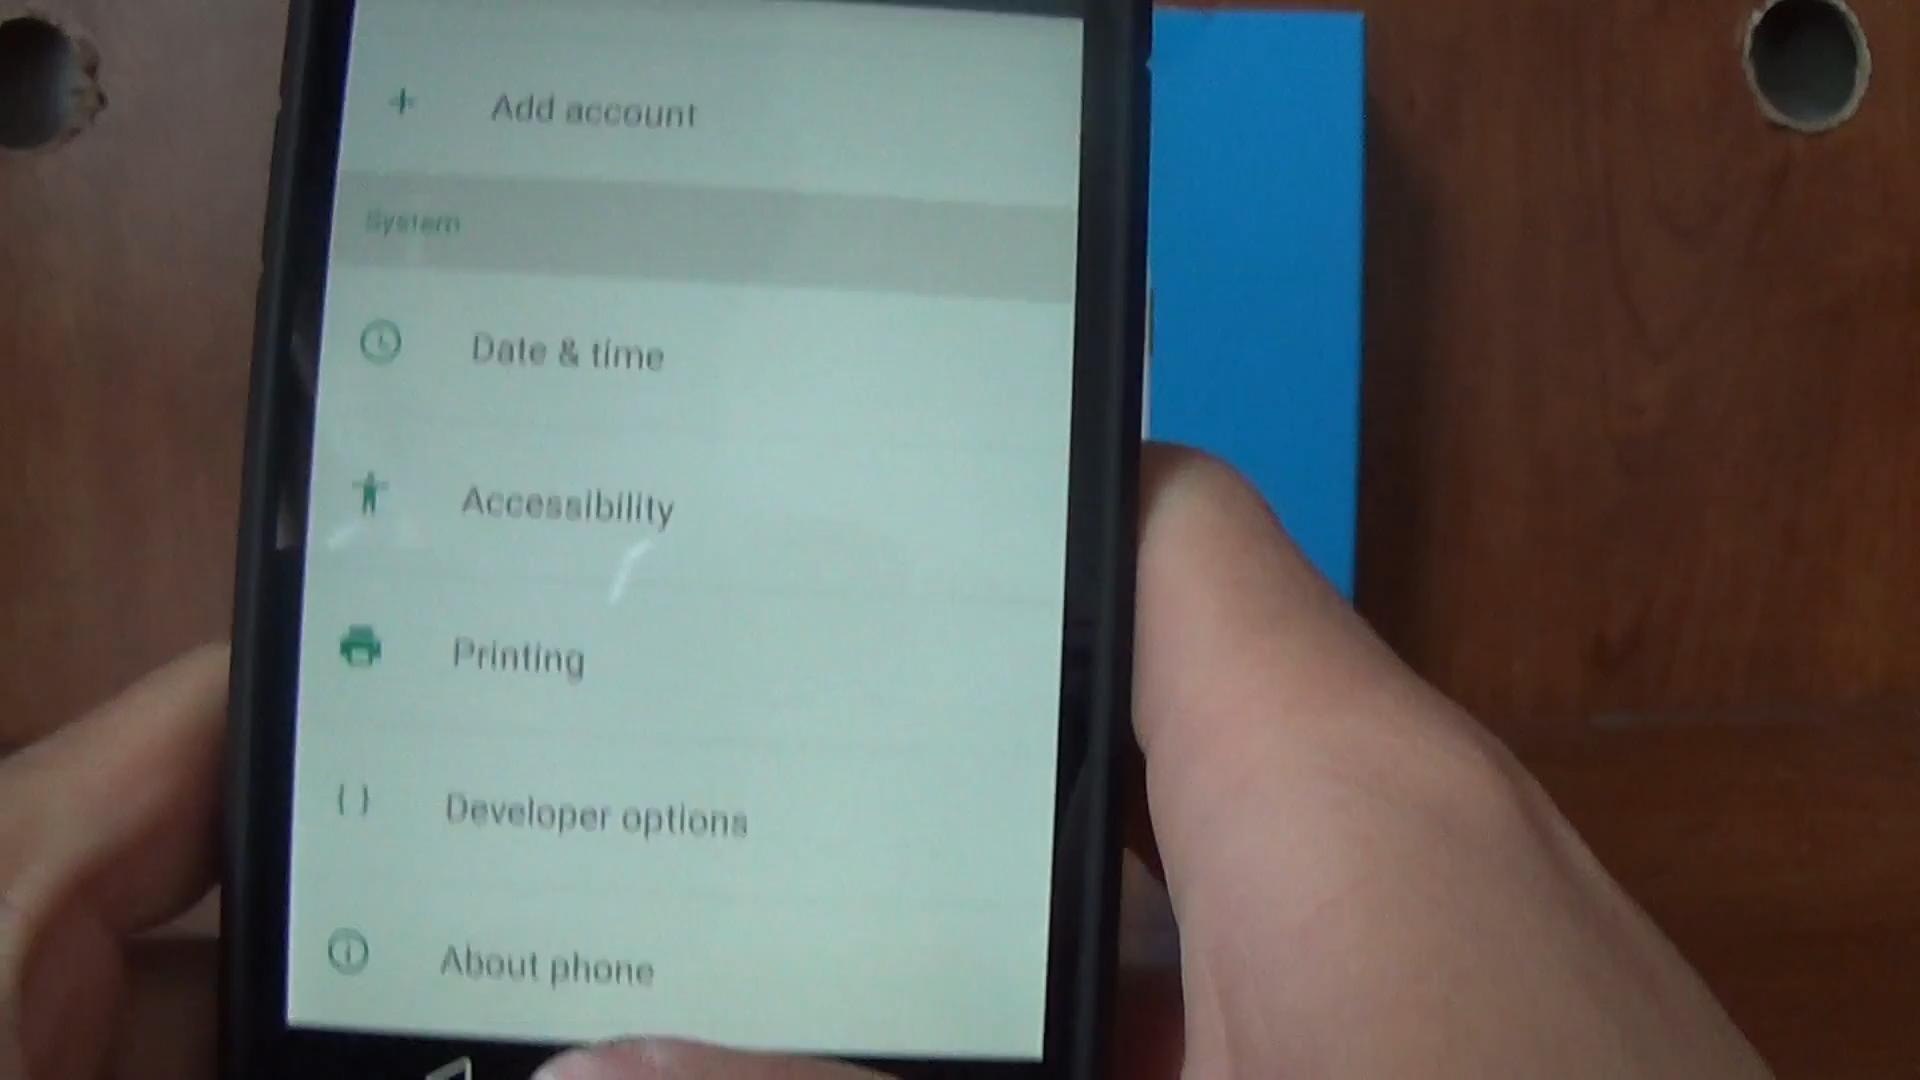 Add account
System
Date & time
Accessibility
Printing
Developer options
About phone